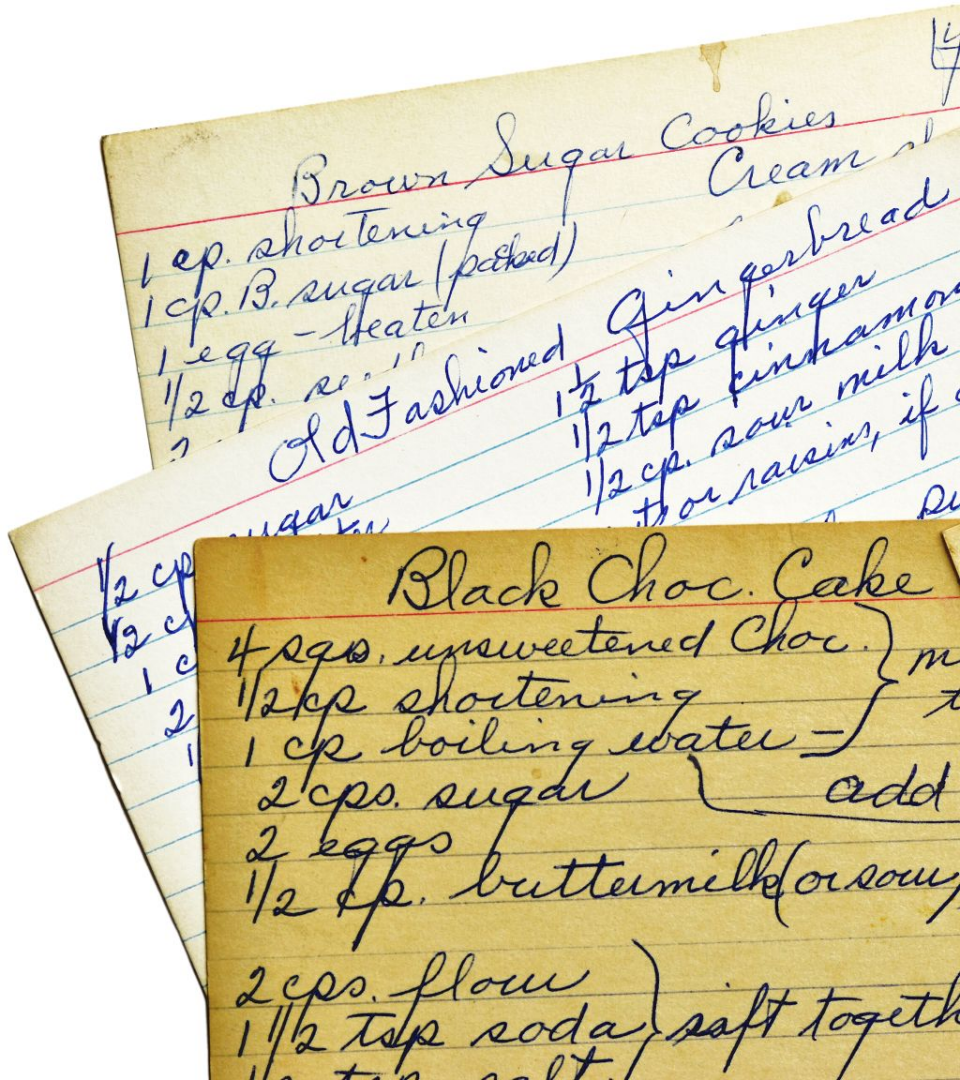 Brown Sugar Cookies
Cream
1 cp. shortening
1 cp. B. sugar (packed)
1 egg - beaten
1/2 cp.
Old Fashioned Gingerbread
1 1/2 tsp ginger
1/2 tsp cinnamon
1/2 cp. sour milk
or raisins, if
1/2 cp sugar
1/2
1
2
Black Choc. Cake
4 sqs. unsweetened Choc.
1/2 cp shortening
1 cp boiling water -
2 cps. sugar
add
2 eggs
1/2 cp. buttermilk (or sour)
2 cps. flour
1 1/2 tsp soda sift togeth
tsp salt